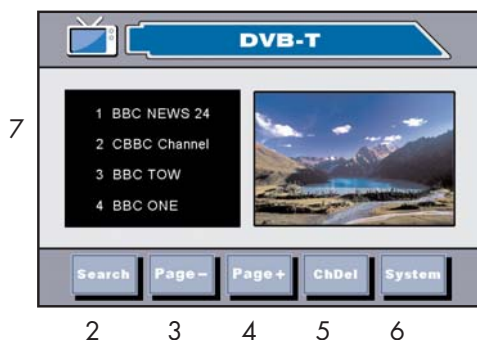 DVB-T
7
1 BBC NEWS 24
2 CBBC Channel
3 BBC TOW
4 BBC ONE
Search Page- Page+ ChDel System
2 3 4 5 6